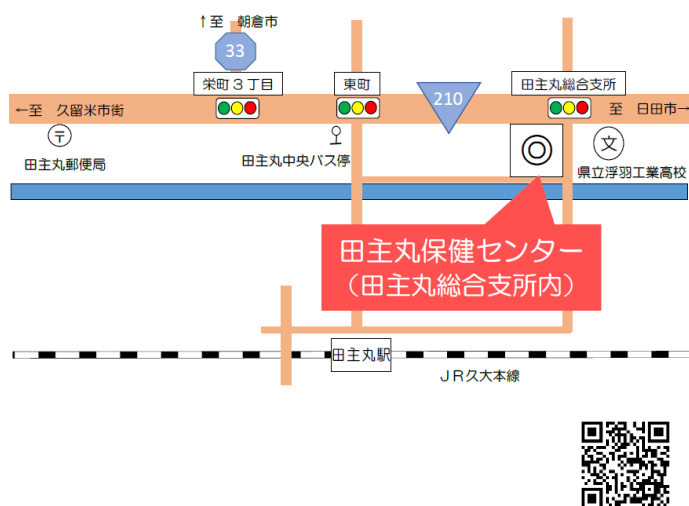 ↑至 朝倉市
33
栄町３丁目
東町
210
田主丸総合支所
←至 久留米市街
至 日田市→
〒
田主丸郵便局
田主丸中央バス停
◎
文
県立浮羽工業高校
田主丸保健センター
（田主丸総合支所内）
田主丸駅
ＪＲ久大本線